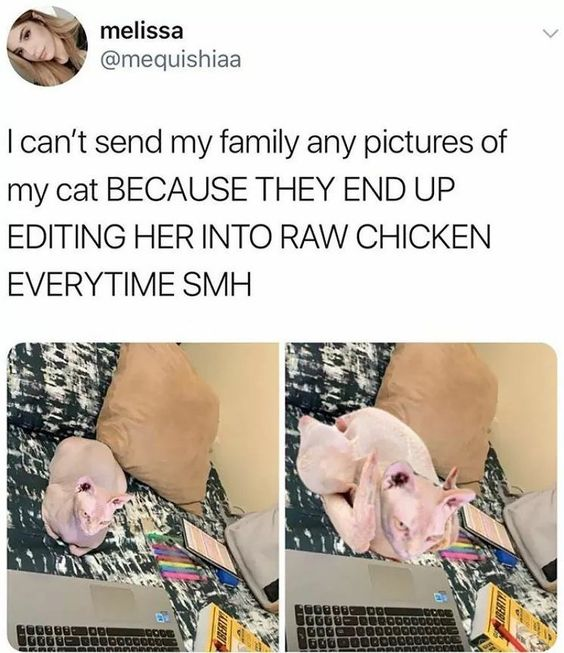 melissa
@mequishiaa
I can't send my family any pictures of
my cat BECAUSE THEY END UP
EDITING HER INTO RAW CHICKEN
EVERYTIME SMH